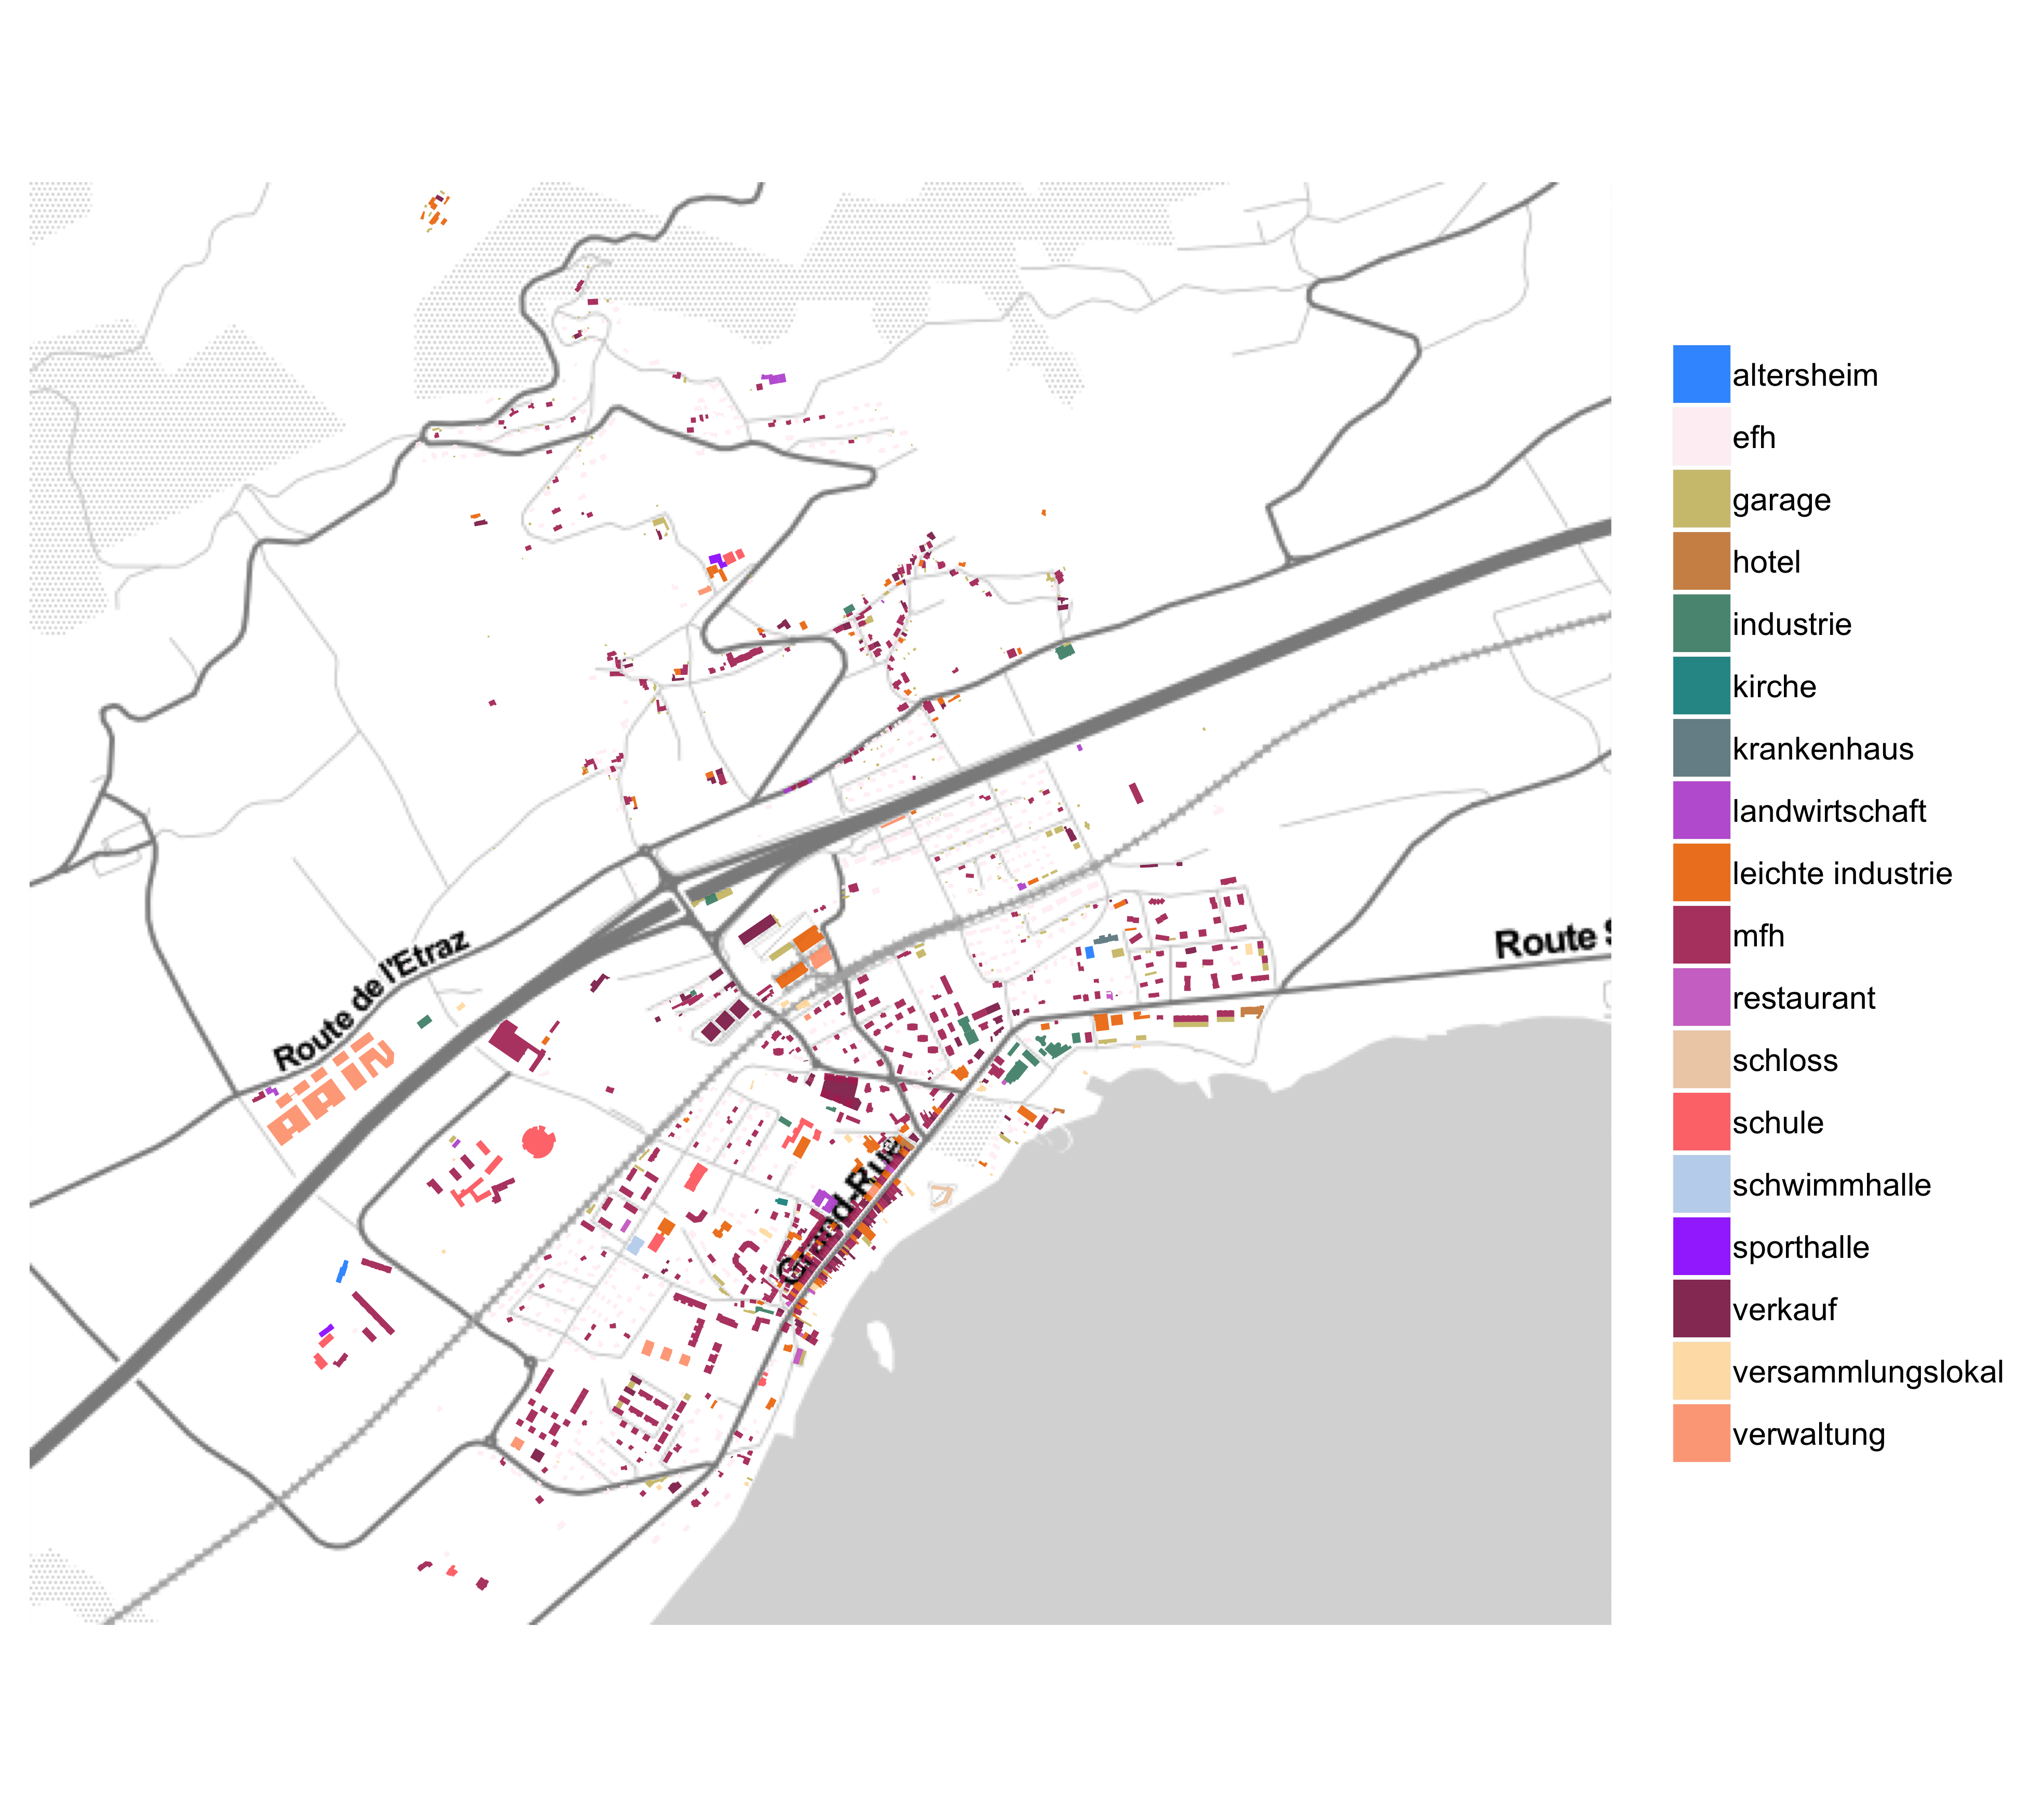 Route de l'Etraz
Route S
Grand-Rue
altersheim
efh
garage
hotel
industrie
kirche
krankenhaus
landwirtschaft
leichte industrie
mfh
restaurant
schloss
schule
schwimmhalle
sporthalle
verkauf
versammlungslokal
verwaltung